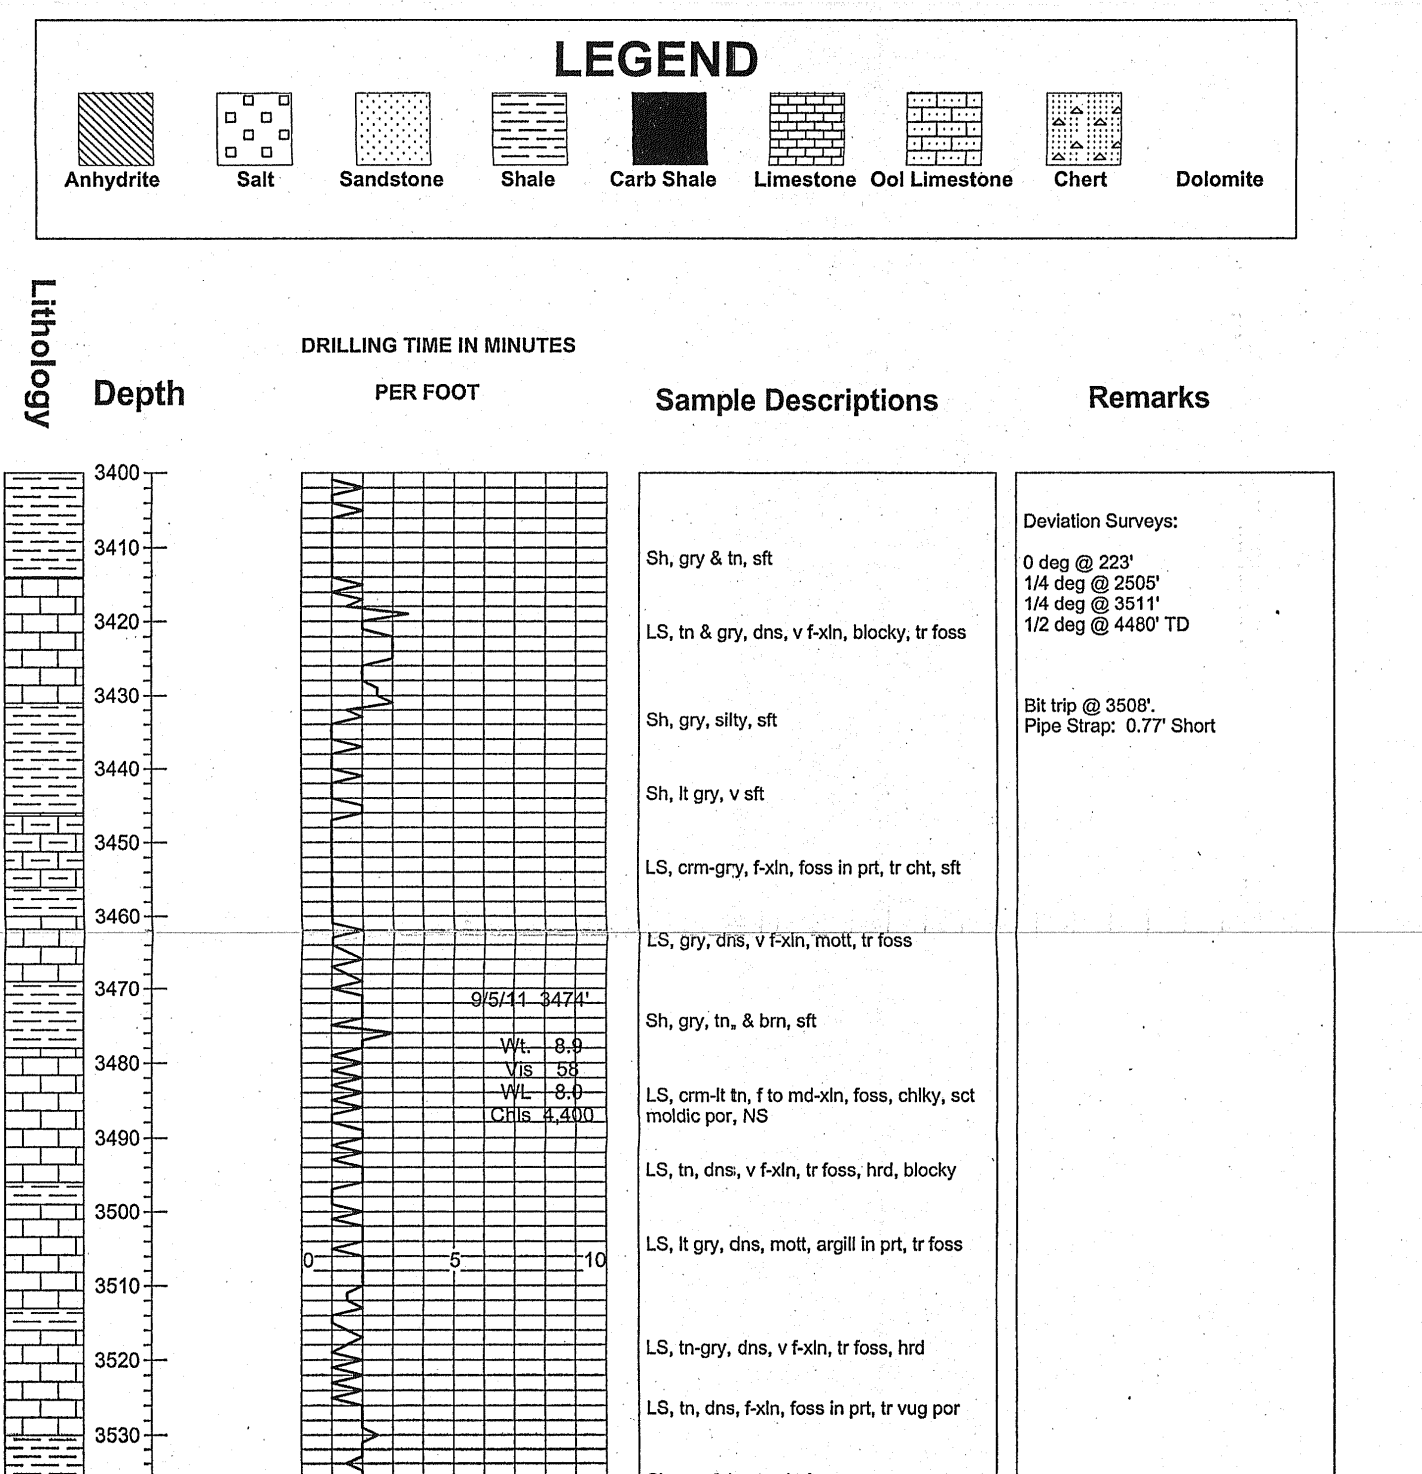 LEGEND
Anhydrite Salt Sandstone Shale Carb Shale Limestone Ool Limestone Chert Dolomite
Lithology
Depth
DRILLING TIME IN MINUTES
PER FOOT
Sample Descriptions
Remarks
3400
3410
3420
3430
3440
3450
3460
3470
3480
3490
3500
3510
3520
3530
9/5/11 3474'
Wt. 8.9
Vis 58
WL 8.0
Chls 4,400
0 5 10
Sh, gry & tn, sft
LS, tn & gry, dns, v f-xln, blocky, tr foss
Sh, gry, silty, sft
Sh, lt gry, v sft
LS, crm-gry, f-xln, foss in prt, tr cht, sft
LS, gry, dns, v f-xln, mott, tr foss
Sh, gry, tn,, & brn, sft
LS, crm-lt tn, f to md-xln, foss, chlky, sct
moldic por, NS
LS, tn, dns, v f-xln, tr foss, hrd, blocky
LS, lt gry, dns, mott, argill in prt, tr foss
LS, tn-gry, dns, v f-xln, tr foss, hrd
LS, tn, dns, f-xln, foss in prt, tr vug por
Deviation Surveys:
0 deg @ 223'
1/4 deg @ 2505'
1/4 deg @ 3511'
1/2 deg @ 4480' TD
Bit trip @ 3508'.
Pipe Strap: 0.77' Short